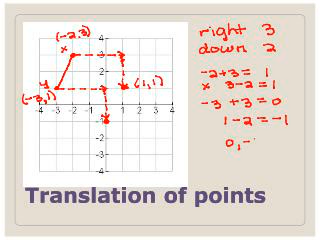 (-2,3)
x
y
(-3,1)
(1,1)
4
3
2
1
-4 -3 -2 -1 0 1 2 3 4
-1
-2
-3
-4
right 3
down 2
-2+3 = 1
x 3-2 = 1
-3 +3 = 0
1-2 = -1
0, -
Translation of points